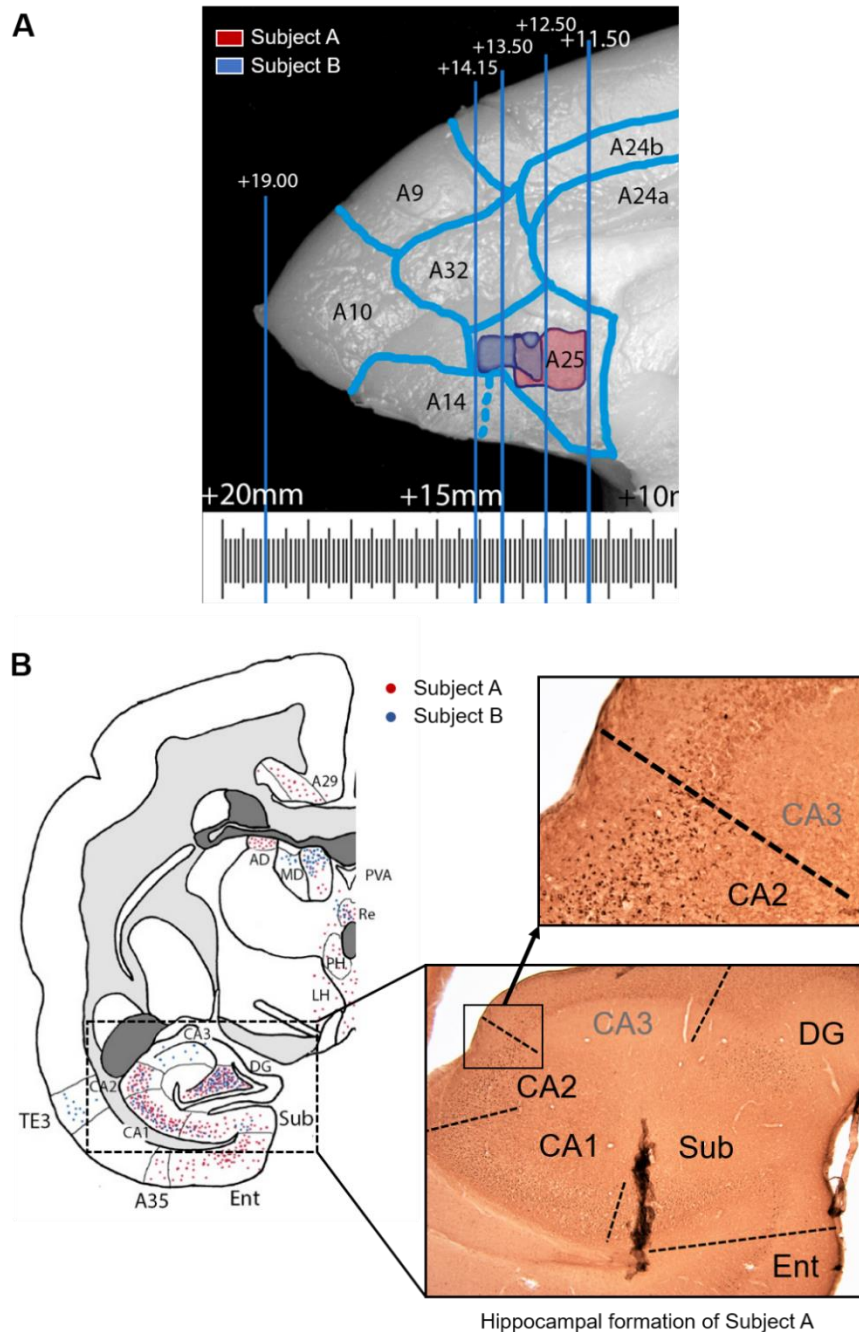 A
Subject A
Subject B
+12.50
+13.50
+11.50
+14.15
+19.00
A24b
A24a
A9
A32
A10
A25
A14
+20mm
+15mm
+10r
B
Subject A
Subject B
A29
AD
MD
PVA
Re
PH
LH
CA3
DG
CA2
TE3
CA1
Sub
A35
Ent
CA3
CA2
CA3
DG
CA2
CA1
Sub
Ent
Hippocampal formation of Subject A